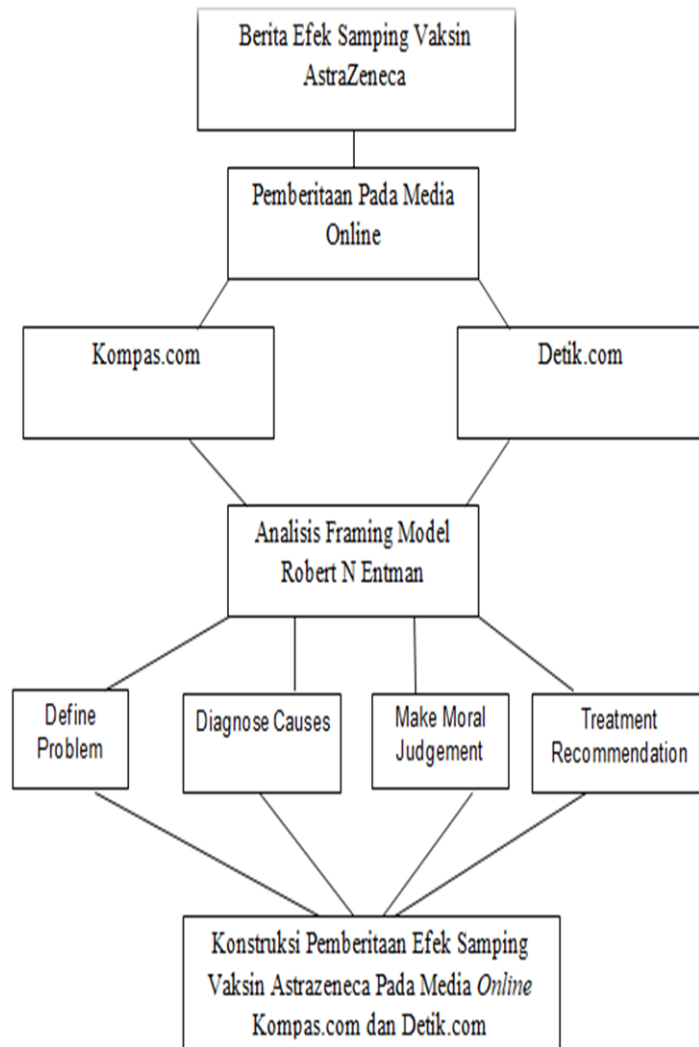 Berita Efek Samping Vaksin
AstraZeneca
Pemberitaan Pada Media
Online
Kompas.com
Detik.com
Analisis Framing Model
Robert N Entman
Define
Problem
Diagnose Causes
Make Moral
Judgement
Treatment
Recommendation
Konstruksi Pemberitaan Efek Samping
Vaksin Astrazeneca Pada Media Online
Kompas.com dan Detik.com